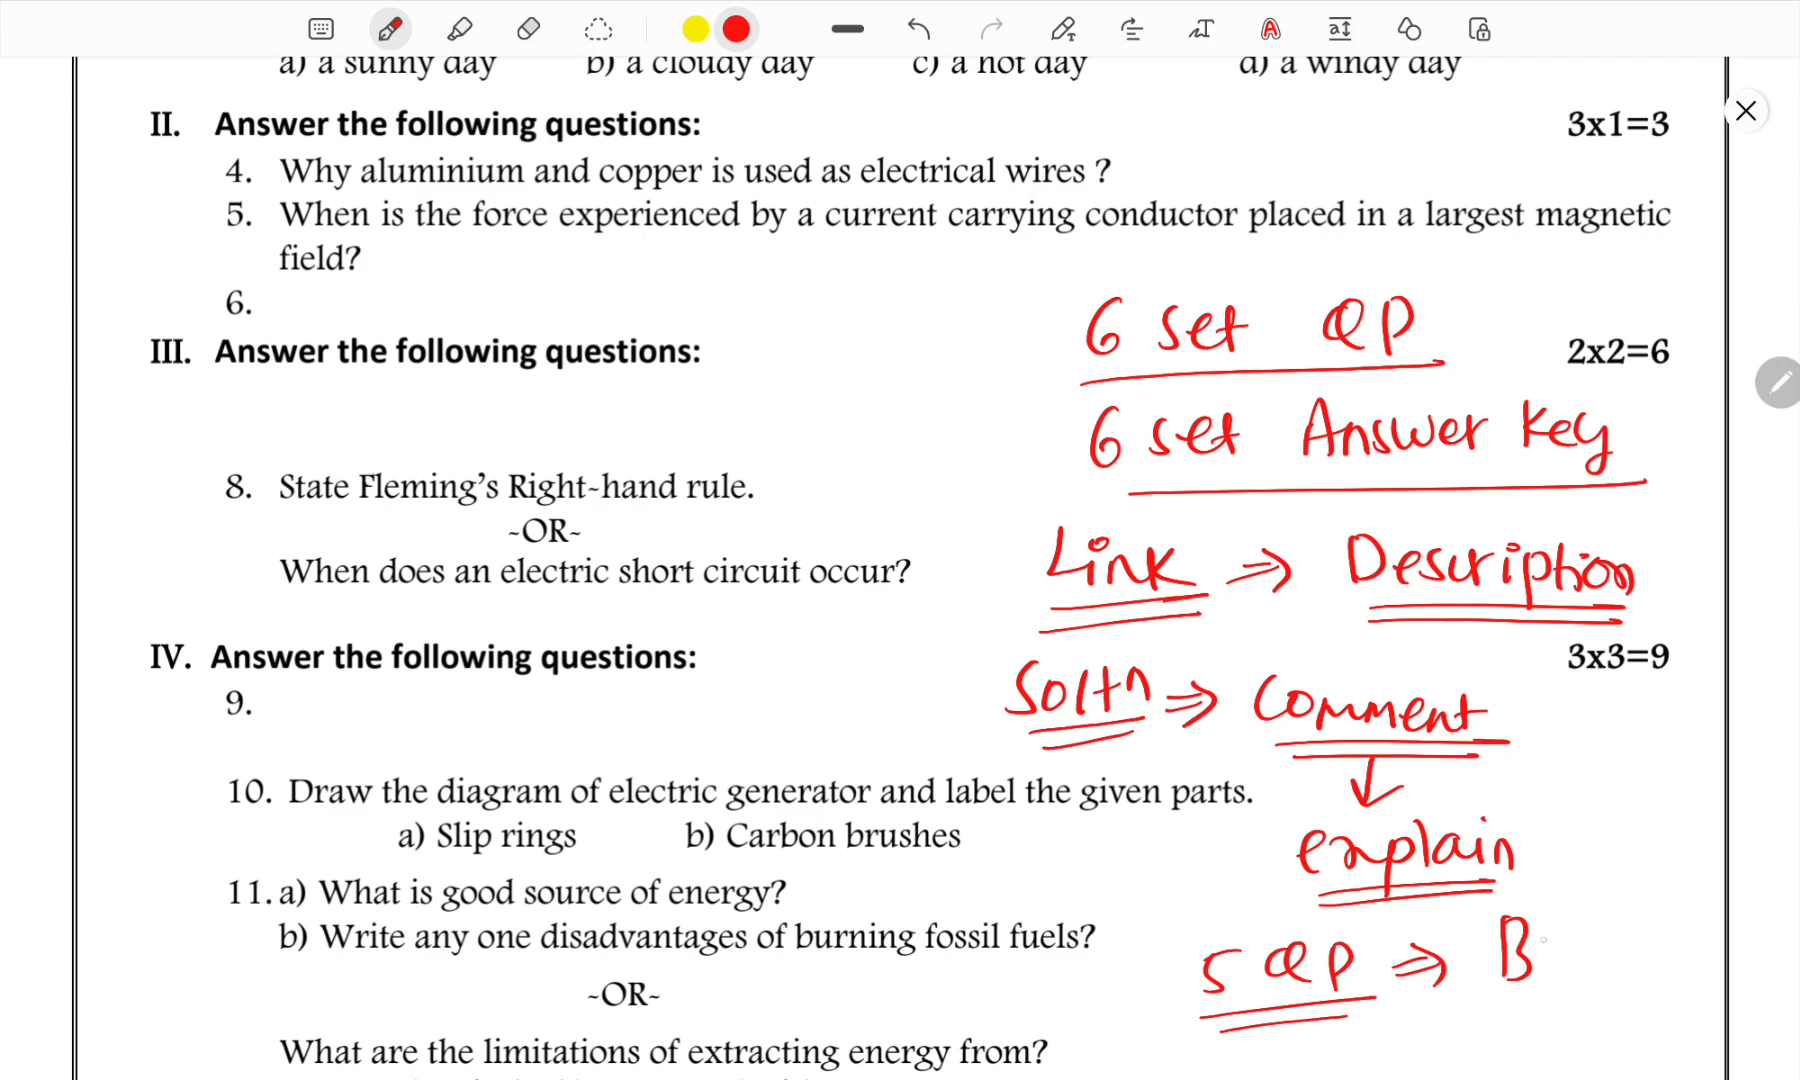 a) a sunny day b) a cloudy day c) a hot day d) a windy day
II. Answer the following questions: 3x1=3
4. Why aluminium and copper is used as electrical wires ?
5. When is the force experienced by a current carrying conductor placed in a largest magnetic
field?
6.
6 set QP
III. Answer the following questions: 2x2=6
6 set Answer Key
8. State Fleming's Right-hand rule.
~OR~
When does an electric short circuit occur?
Link ⇒ Description
IV. Answer the following questions: 3x3=9
9.
Soltn ⇒ Comment
↓
explain
10. Draw the diagram of electric generator and label the given parts.
a) Slip rings b) Carbon brushes
11. a) What is good source of energy?
b) Write any one disadvantages of burning fossil fuels?
5 QP ⇒ B
~OR~
What are the limitations of extracting energy from?